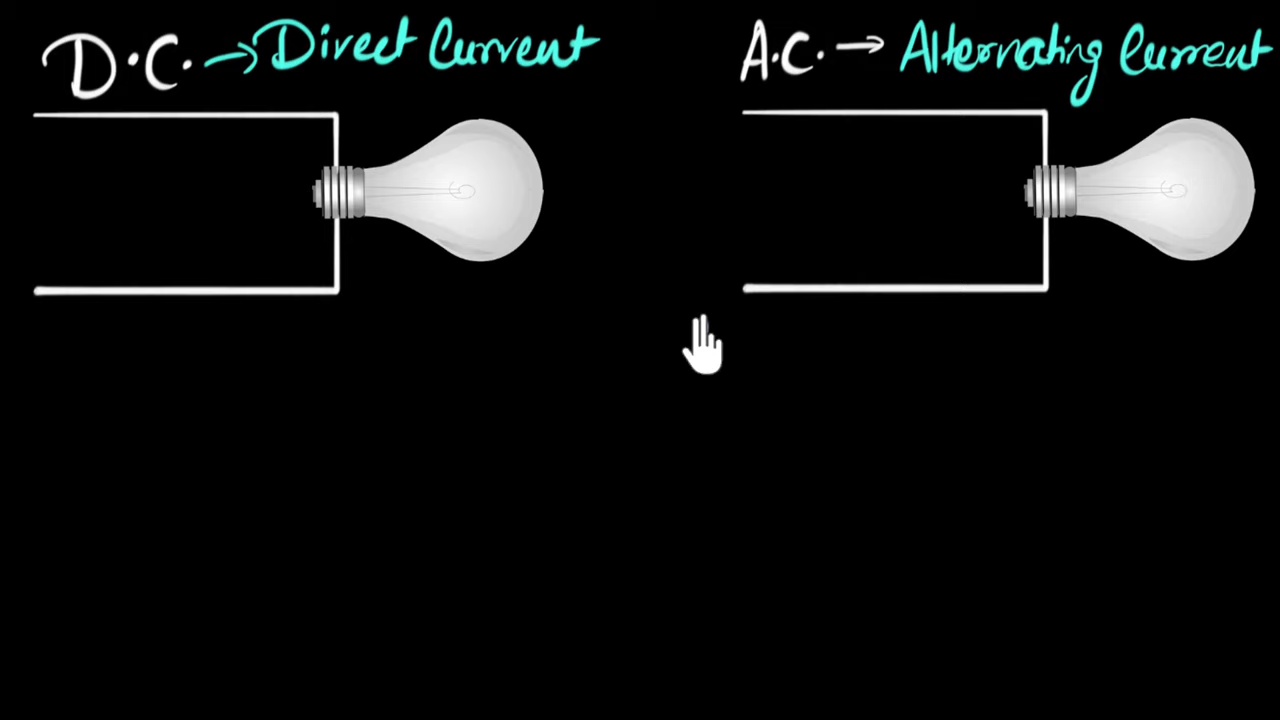 D.C. → Direct Current
A.C. → Alternating Current